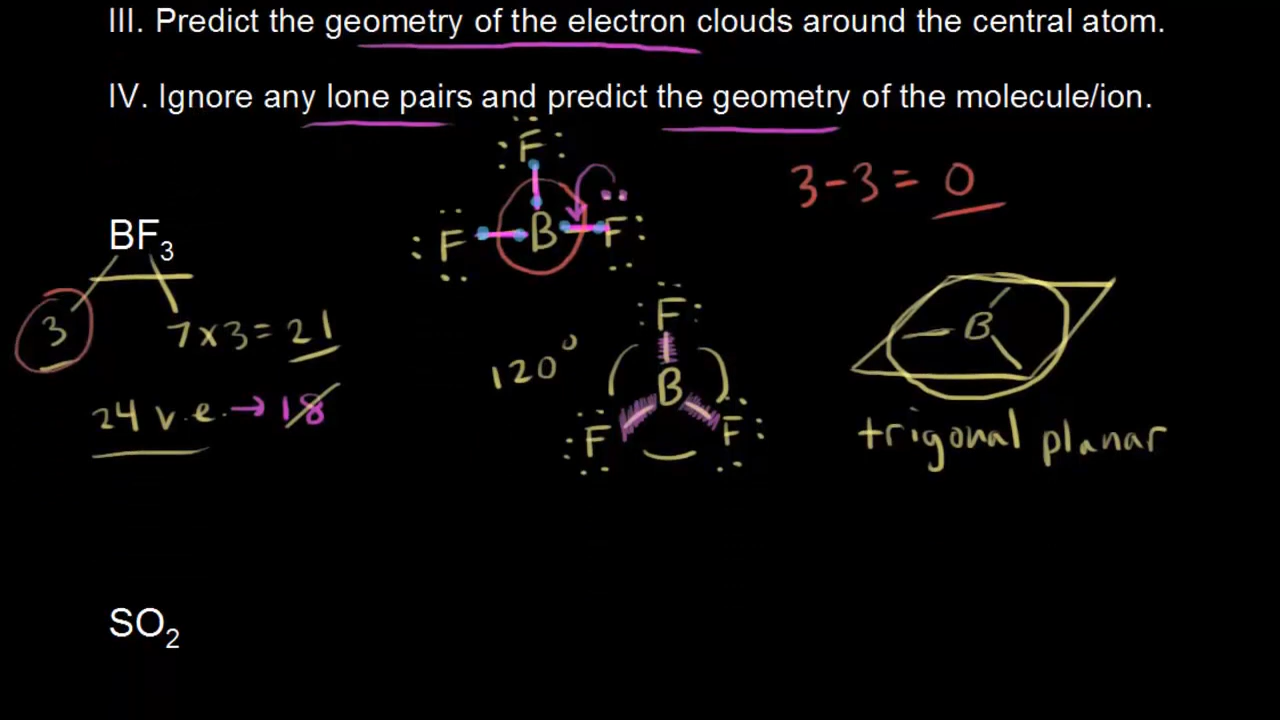 III. Predict the geometry of the electron clouds around the central atom.
IV. Ignore any lone pairs and predict the geometry of the molecule/ion.
F
3-3=0
BF3
F B F
F
3
7x3=21
120°
B
B
24 v.e. → 18
F F
trigonal planar
SO2